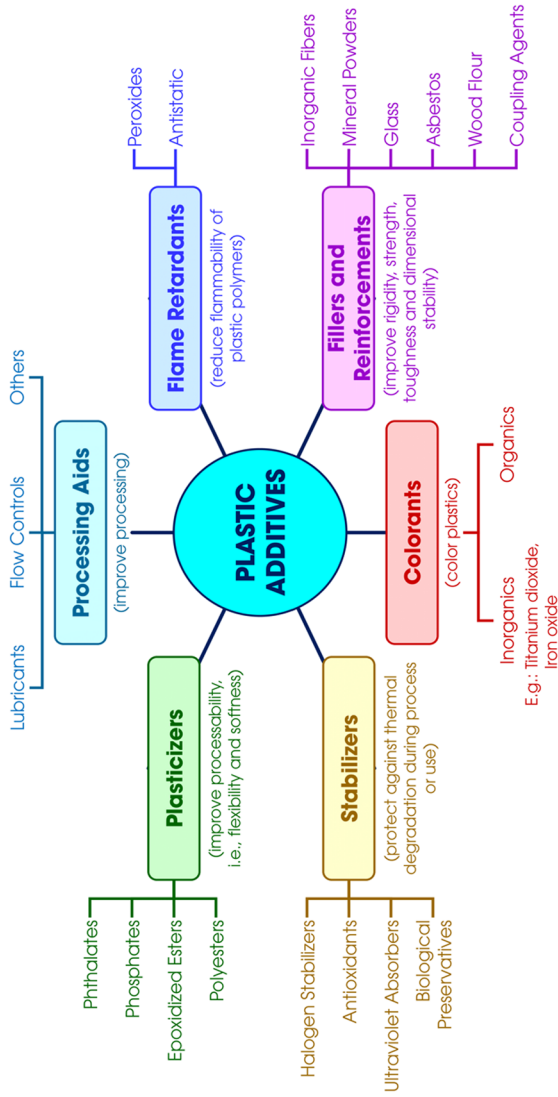 PLASTIC
ADDITIVES
Plasticizers
(improve processability,
i.e., flexibility and softness)
Phthalates
Phosphates
Epoxidized Esters
Polyesters
Processing Aids
(improve processing)
Lubricants
Flow Controls
Others
Flame Retardants
(reduce flammability of
plastic polymers)
Peroxides
Antistatic
Stabilizers
(protect against thermal
degradation during process
or use)
Halogen Stabilizers
Antioxidants
Ultraviolet Absorbers
Biological
Preservatives
Colorants
(color plastics)
Inorganics
E.g.: Titanium dioxide,
Iron oxide
Organics
Fillers and
Reinforcements
(improve rigidity, strength,
toughness and dimensional
stability)
Inorganic Fibers
Mineral Powders
Glass
Asbestos
Wood Flour
Coupling Agents